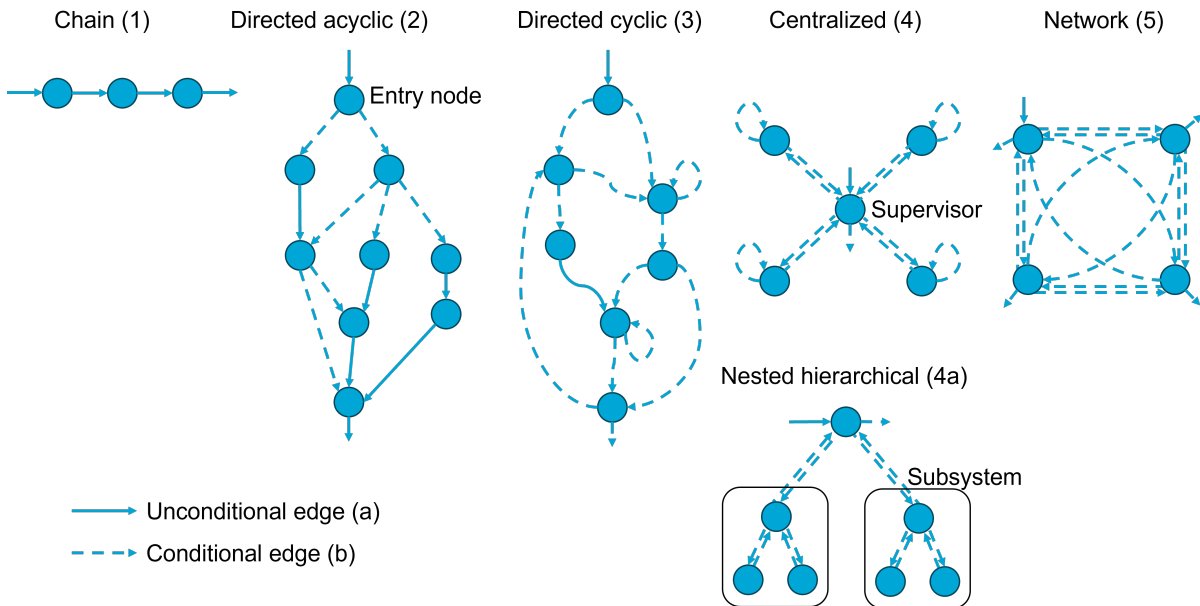 Chain (1)
Directed acyclic (2)
Directed cyclic (3)
Centralized (4)
Network (5)
Entry node
Supervisor
Nested hierarchical (4a)
Subsystem
Unconditional edge (a)
Conditional edge (b)